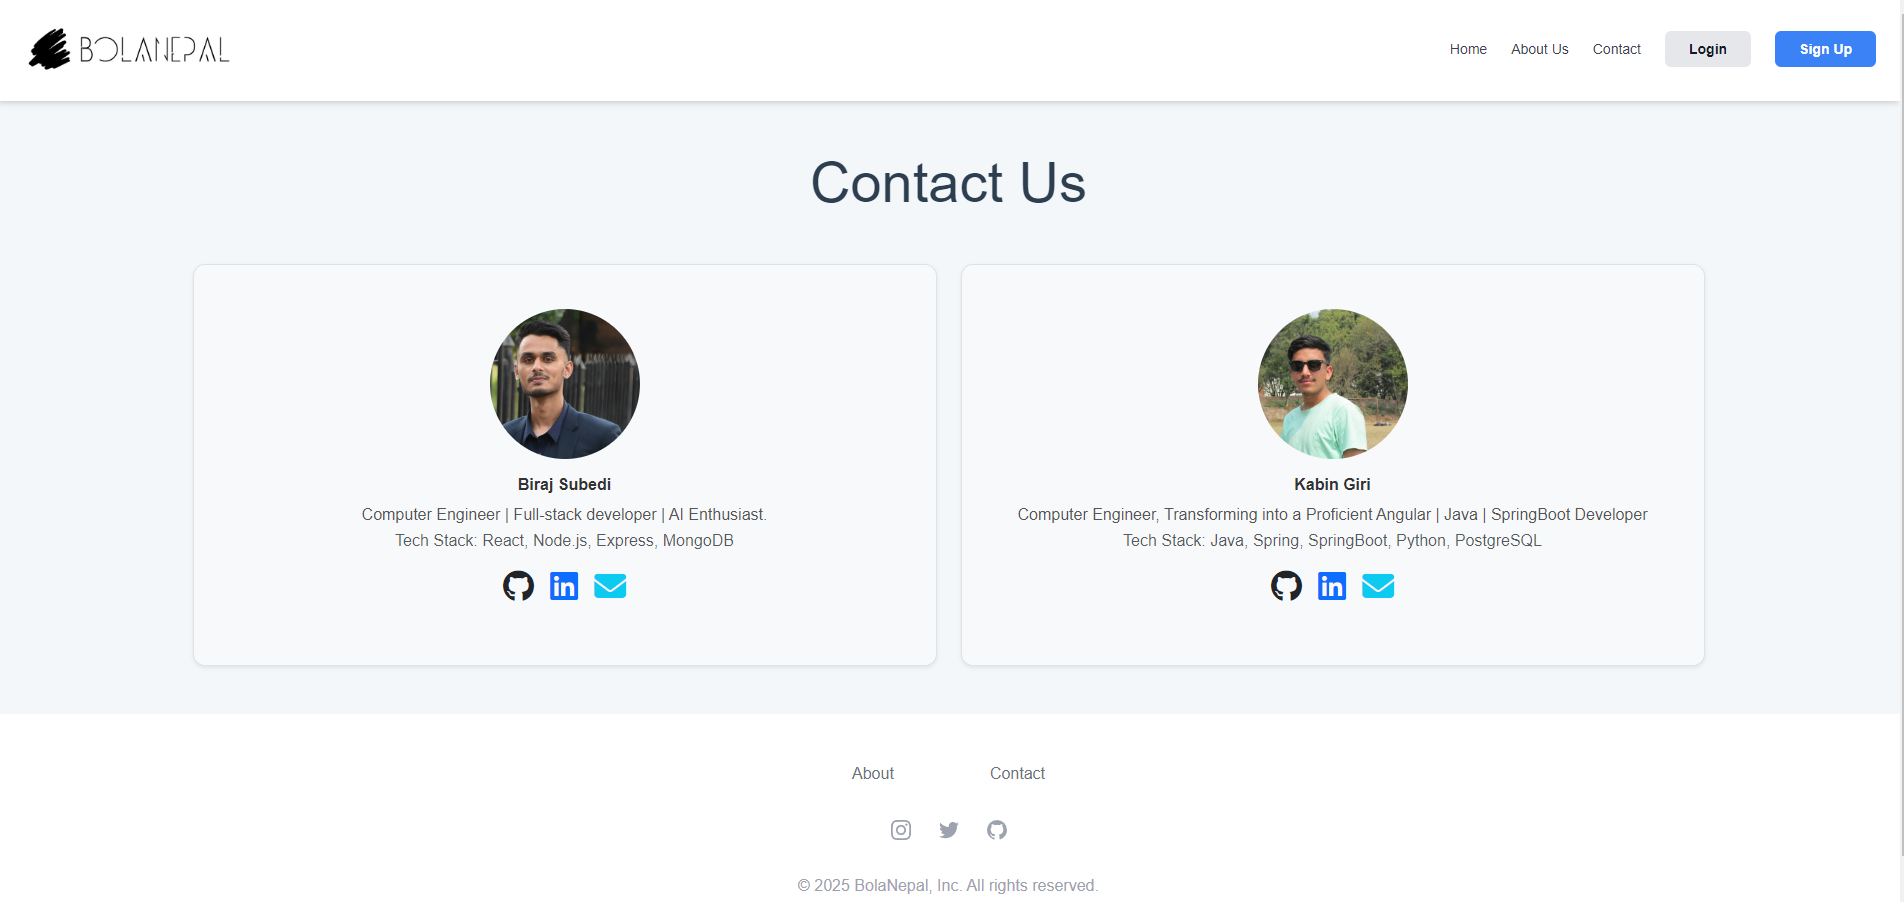 BOLANEPAL
Home About Us Contact Login Sign Up
Contact Us
Biraj Subedi
Computer Engineer | Full-stack developer | AI Enthusiast.
Tech Stack: React, Node.js, Express, MongoDB
in
Kabin Giri
Computer Engineer, Transforming into a Proficient Angular | Java | SpringBoot Developer
Tech Stack: Java, Spring, SpringBoot, Python, PostgreSQL
in
About Contact
© 2025 BolaNepal, Inc. All rights reserved.